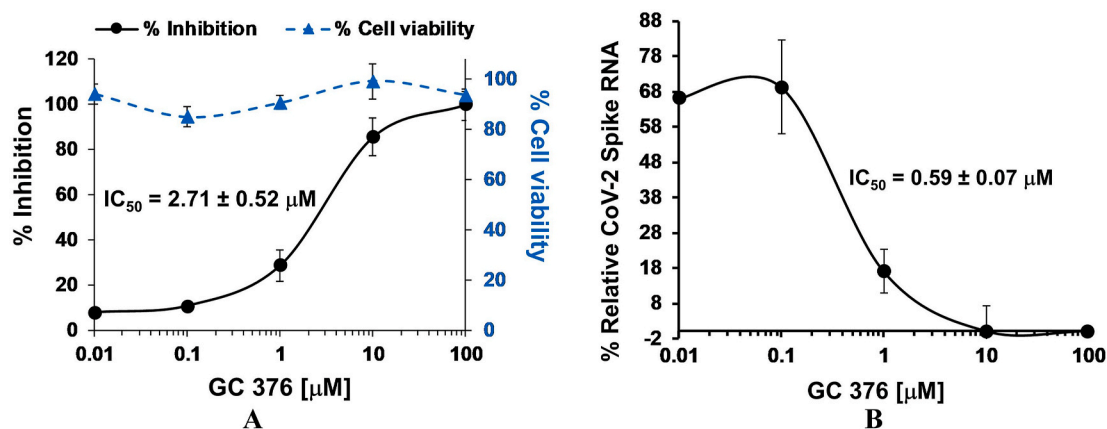 % Inhibition
% Cell viability
120
100
80
60
40
20
0
% Inhibition
100
80
60
40
20
0
% Cell viability
IC50 = 2.71 ± 0.52 µM
0.01 0.1 1 10 100
GC 376 [µM]
A
88
78
68
58
48
38
28
18
8
-2
% Relative CoV-2 Spike RNA
IC50 = 0.59 ± 0.07 µM
0.01 0.1 1 10 100
GC 376 [µM]
B